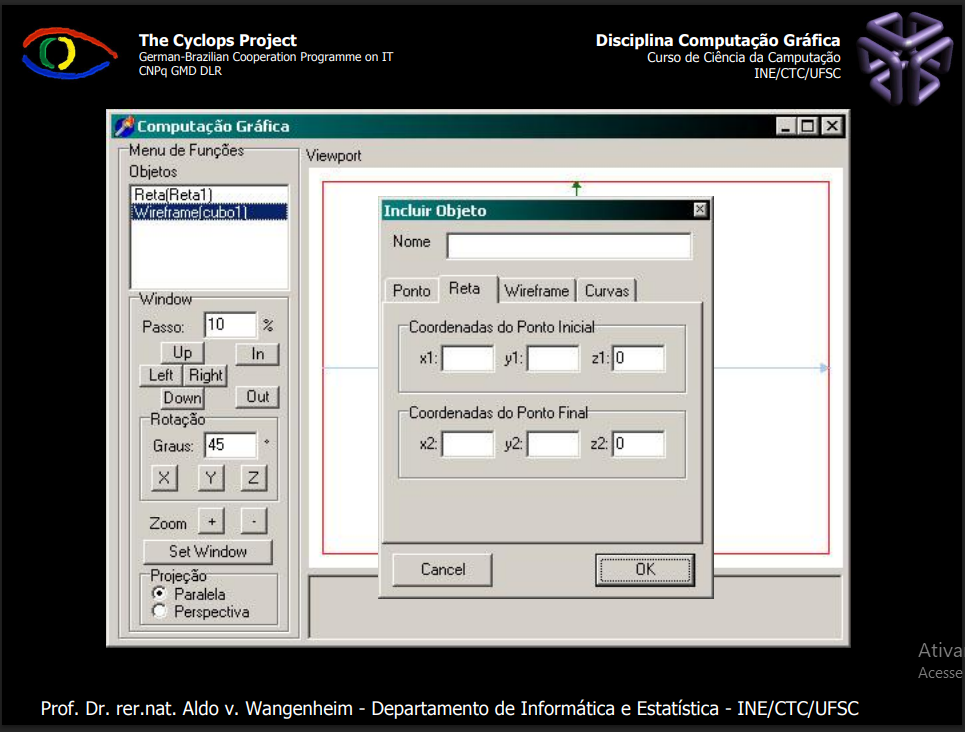 The Cyclops Project
German-Brazilian Cooperation Programme on IT
CNPq GMD DLR
Disciplina Computação Gráfica
Curso de Ciência da Camputação
INE/CTC/UFSC
Computação Gráfica
Menu de Funções
Objetos
Reta(Reta1)
Wireframe(cubo1)
Window
Passo: 10 %
Up
In
Left Right
Down
Out
Rotação
Graus: 45 °
X Y Z
Zoom + -
Set Window
Projeção
Paralela
Perspectiva
Viewport
Incluir Objeto
Nome
Ponto Reta Wireframe Curvas
Coordenadas do Ponto Inicial
x1: y1: z1: 0
Coordenadas do Ponto Final
x2: y2: z2: 0
Cancel OK
Ativa
Acesse
Prof. Dr. rer.nat. Aldo v. Wangenheim - Departamento de Informática e Estatística - INE/CTC/UFSC